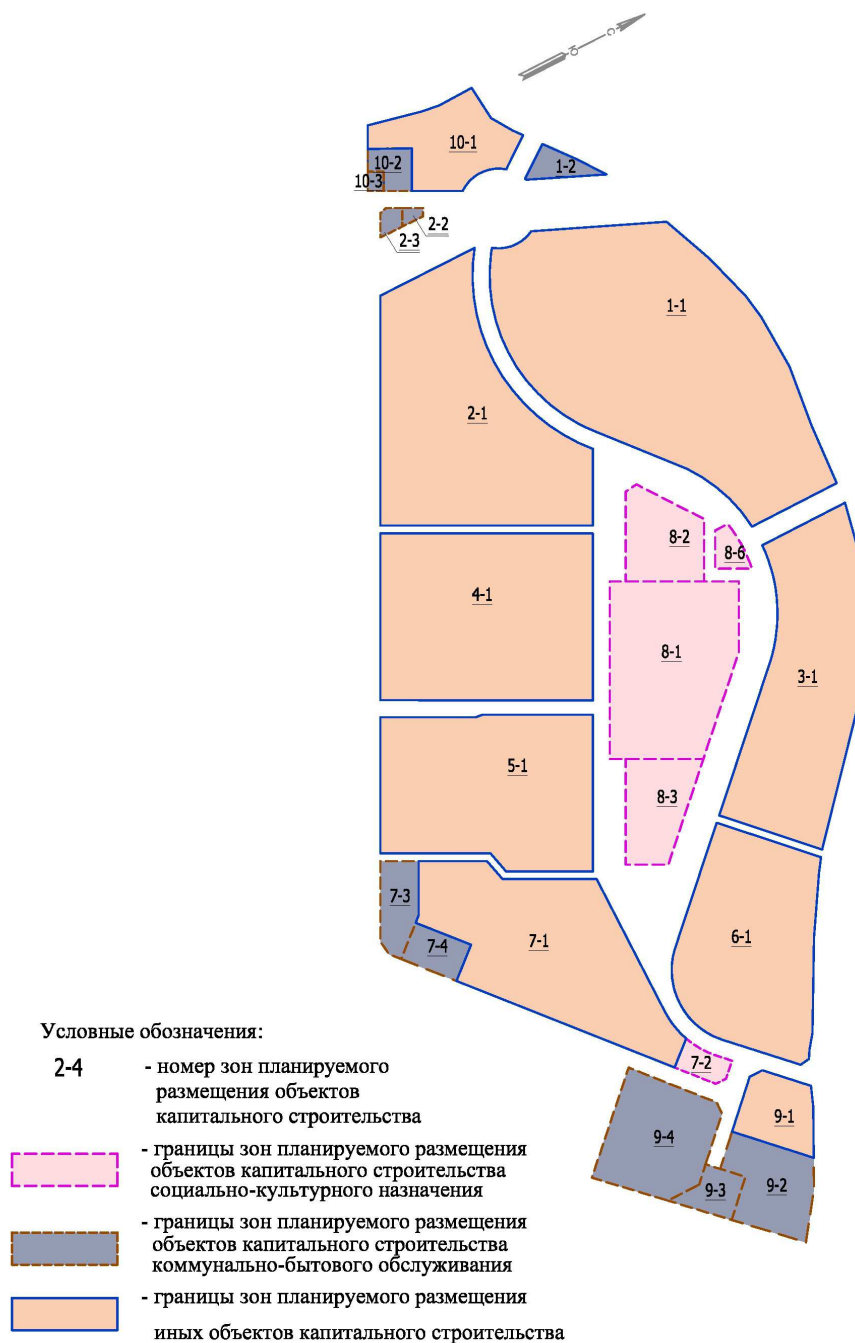 С
Ю
10-1
10-2
1-2
10-3
2-2
2-3
1-1
2-1
8-2
8-6
4-1
8-1
3-1
5-1
8-3
7-3
7-4
7-1
6-1
Условные обозначения:
2-4
- номер зон планируемого
размещения объектов
капитального строительства
7-2
9-1
9-4
9-3
9-2
- границы зон планируемого размещения
объектов капитального строительства
социально-культурного назначения
- границы зон планируемого размещения
объектов капитального строительства
коммунально-бытового обслуживания
- границы зон планируемого размещения
иных объектов капитального строительства